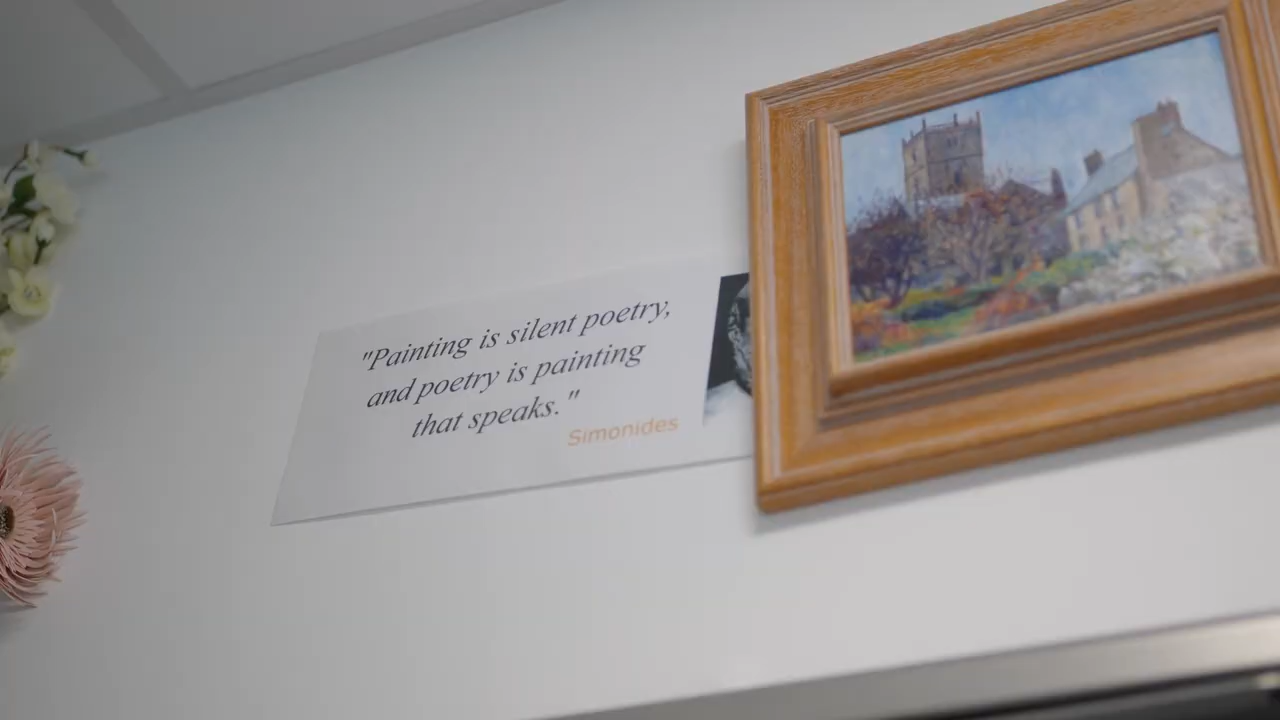 "Painting is silent poetry,
and poetry is painting
that speaks."
Simonides